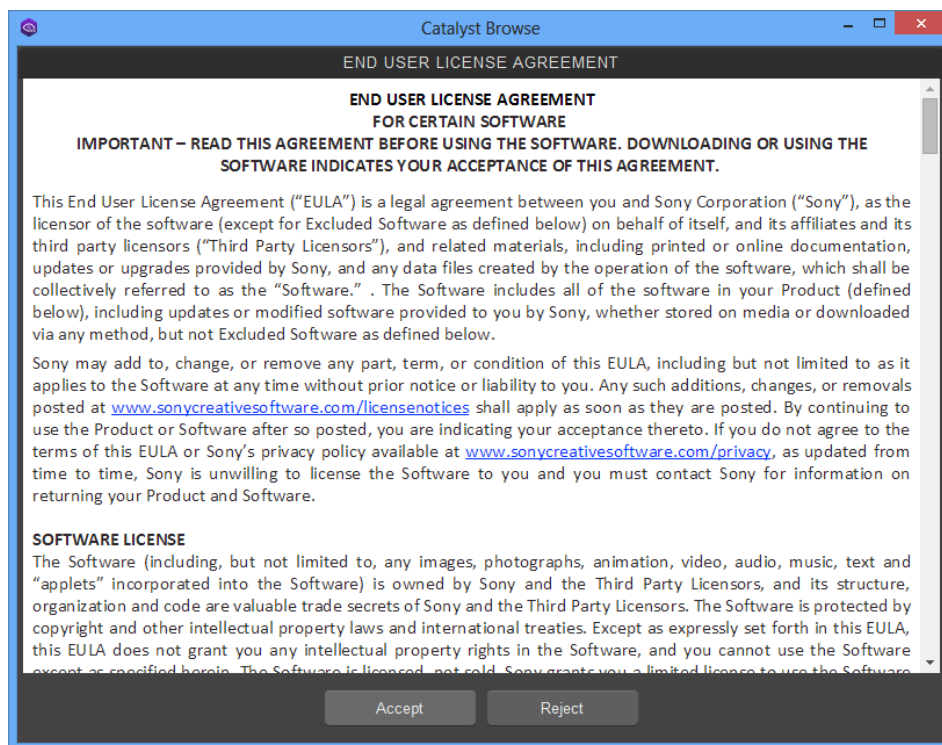 Catalyst Browse
END USER LICENSE AGREEMENT
END USER LICENSE AGREEMENT
FOR CERTAIN SOFTWARE
IMPORTANT – READ THIS AGREEMENT BEFORE USING THE SOFTWARE. DOWNLOADING OR USING THE
SOFTWARE INDICATES YOUR ACCEPTANCE OF THIS AGREEMENT.
This End User License Agreement (“EULA”) is a legal agreement between you and Sony Corporation (“Sony”), as the
licensor of the software (except for Excluded Software as defined below) on behalf of itself, and its affiliates and its
third party licensors (“Third Party Licensors”), and related materials, including printed or online documentation,
updates or upgrades provided by Sony, and any data files created by the operation of the software, which shall be
collectively referred to as the “Software.” . The Software includes all of the software in your Product (defined
below), including updates or modified software provided to you by Sony, whether stored on media or downloaded
via any method, but not Excluded Software as defined below.
Sony may add to, change, or remove any part, term, or condition of this EULA, including but not limited to as it
applies to the Software at any time without prior notice or liability to you. Any such additions, changes, or removals
posted at www.sonycreativesoftware.com/licensenotices shall apply as soon as they are posted. By continuing to
use the Product or Software after so posted, you are indicating your acceptance thereto. If you do not agree to the
terms of this EULA or Sony’s privacy policy available at www.sonycreativesoftware.com/privacy, as updated from
time to time, Sony is unwilling to license the Software to you and you must contact Sony for information on
returning your Product and Software.
SOFTWARE LICENSE
The Software (including, but not limited to, any images, photographs, animation, video, audio, music, text and
“applets” incorporated into the Software) is owned by Sony and the Third Party Licensors, and its structure,
organization and code are valuable trade secrets of Sony and the Third Party Licensors. The Software is protected by
copyright and other intellectual property laws and international treaties. Except as expressly set forth in this EULA,
this EULA does not grant you any intellectual property rights in the Software, and you cannot use the Software
except as specified herein. The Software is licensed, not sold. Sony grants you a limited license to use the Software
Accept
Reject